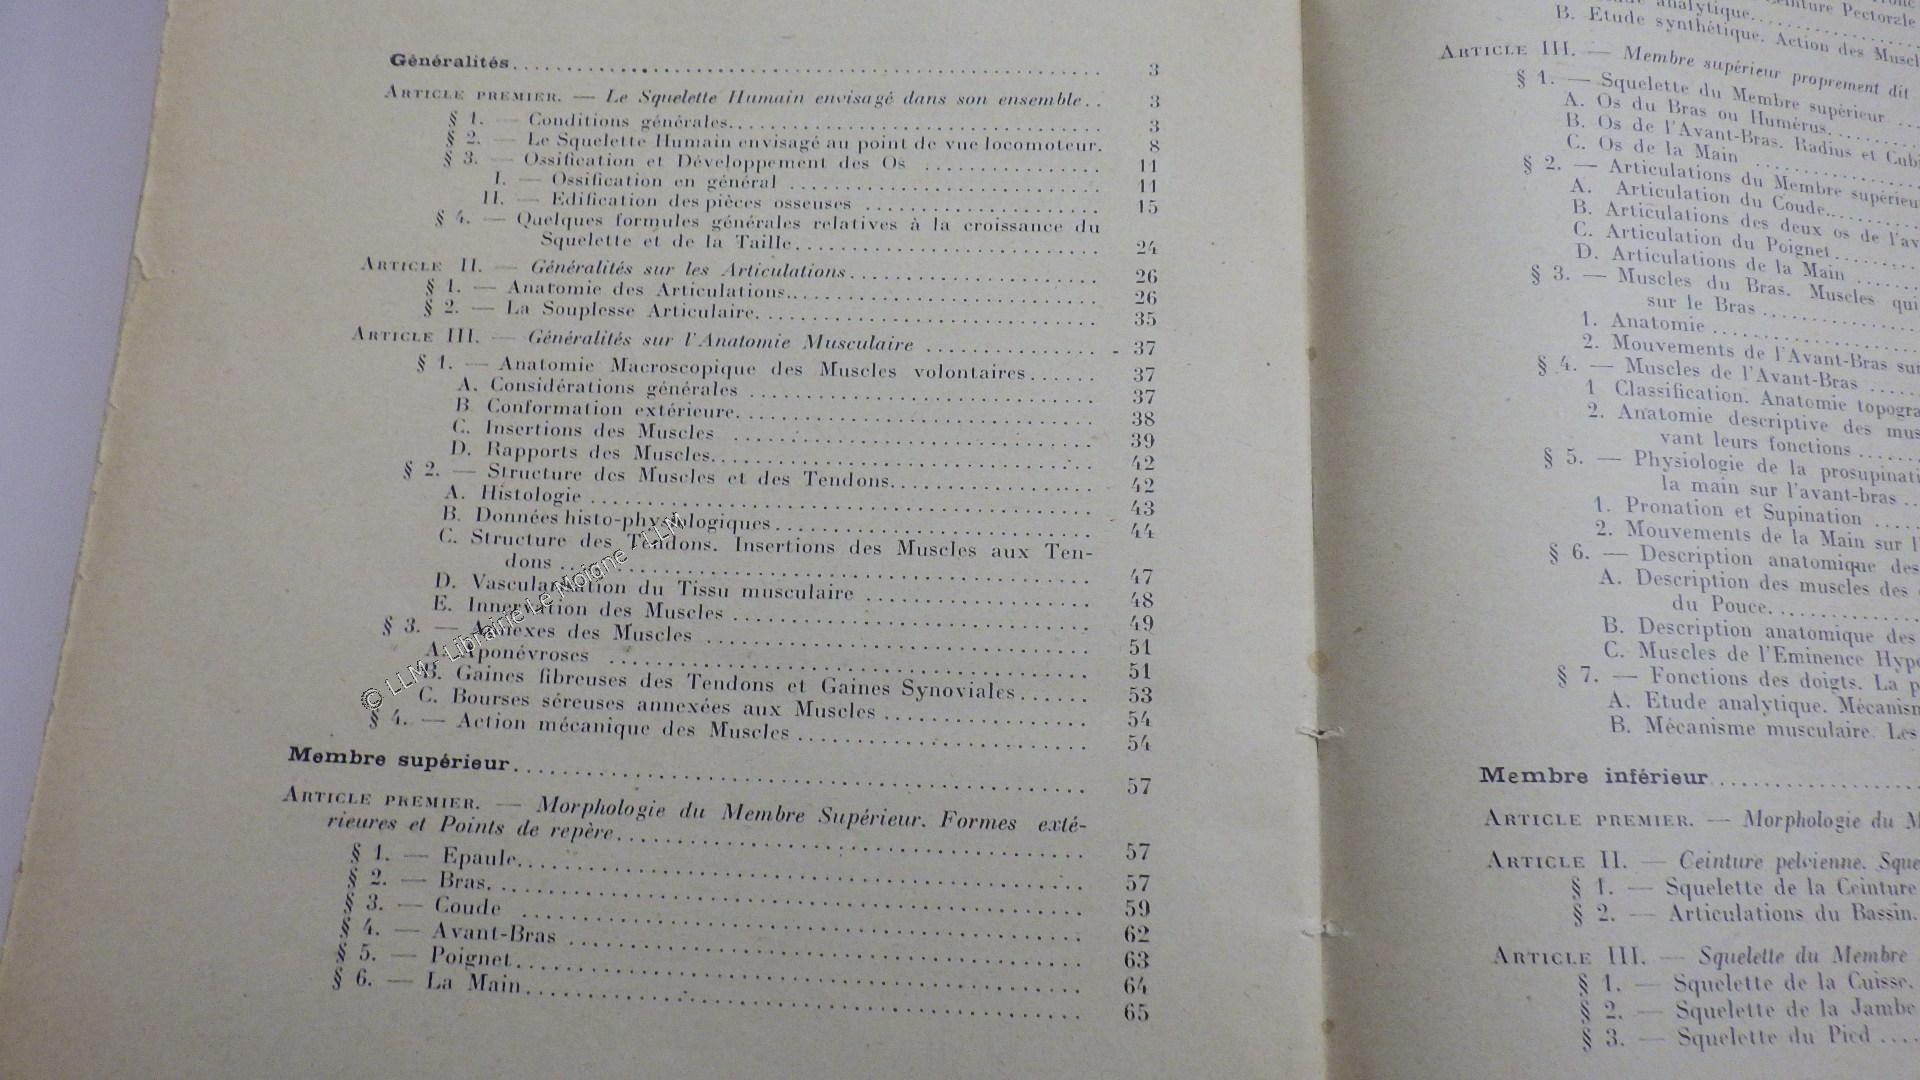 Généralités 3
ARTICLE PREMIER. — Le Squelette Humain envisagé dans son ensemble 3
§ 1. — Conditions générales 3
§ 2. — Le Squelette Humain envisagé au point de vue locomoteur. 8
§ 3. — Ossification et Développement des Os 11
I. — Ossification en général 11
II. — Edification des pièces osseuses 15
§ 4. — Quelques formules générales relatives à la croissance du
Squelette et de la Taille 24
ARTICLE II. — Généralités sur les Articulations 26
§ 1. — Anatomie des Articulations 26
§ 2. — La Souplesse Articulaire 35
ARTICLE III. — Généralités sur l'Anatomie Musculaire 37
§ 1. — Anatomie Macroscopique des Muscles volontaires 37
A. Considérations générales 37
B. Conformation extérieure 38
C. Insertions des Muscles 39
D. Rapports des Muscles 42
§ 2. — Structure des Muscles et des Tendons 42
A. Histologie 43
B. Données histo-physiologiques 44
C. Structure des Tendons. Insertions des Muscles aux Ten-
dons 47
D. Vascularisation du Tissu musculaire 48
E. Innervation des Muscles 49
§ 3. — Annexes des Muscles 51
A. Aponévroses 51
B. Gaines fibreuses des Tendons et Gaines Synoviales 53
C. Bourses séreuses annexées aux Muscles 54
§ 4. — Action mécanique des Muscles 54
Membre supérieur 57
ARTICLE PREMIER. — Morphologie du Membre Supérieur. Formes exté-
rieures et Points de repère 57
§ 1. — Epaule 57
§ 2. — Bras 59
§ 3. — Coude 62
§ 4. — Avant-Bras 63
§ 5. — Poignet 64
§ 6. — La Main 65
© LLM - Librairie Le Moigne - LLM
Ceinture Pectorale
analytique
B. Etude synthétique. Action des
ARTICLE III. — Membre supérieur proprement dit
§ 1. — Squelette du Membre supérieur
A. Os du Bras ou Humérus
B. Os de l'Avant-Bras. Radius et
C. Os de la Main
§ 2. — Articulations du Membre
A. Articulation du Coude
B. Articulations des deux os de
C. Articulation du Poignet
D. Articulations de la Main
§ 3. — Muscles du Bras. Muscles qui
sur le Bras
1. Anatomie
2. Mouvements de l'Avant-Bras
§ 4. — Muscles de l'Avant-Bras
1 Classification. Anatomie
2. Anatomie descriptive des
vant leurs fonctions
§ 5. — Physiologie de la
la main sur l'avant-bras
1. Pronation et Supination
2. Mouvements de la Main sur
§ 6. — Description anatomique des
A. Description des muscles des
du Pouce.
B. Description anatomique des
C. Muscles de l'Eminence
§ 7. — Fonctions des doigts. La
A. Etude analytique.
B. Mécanisme musculaire. Les
Membre inférieur
ARTICLE PREMIER. — Morphologie du
ARTICLE II. — Ceinture pelvienne.
§ 1. — Squelette de la Ceinture
§ 2. — Articulations du Bassin.
ARTICLE III. — Squelette du Membre
§ 1. — Squelette de la Cuisse.
§ 2. — Squelette de la Jambe
§ 3. — Squelette du Pied